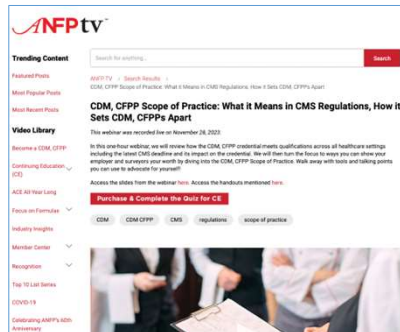 ANFPtv
Trending Content
Featured Posts
Most Popular Posts
Most Recent Posts
Video Library
Become a CDM, CFPP
Continuing Education
(CE)
ACE All Year Long
Focus on Formulas
Industry Insights
Member Center
Recognition
Top 10 List Series
COVID-19
Celebrating ANFP's 60th
Anniversary
Search for anything...
Search
ANFP TV > Search Results >
CDM, CFPP Scope of Practice: What it Means in CMS Regulations, How it Sets CDM, CFPPs Apart
CDM, CFPP Scope of Practice: What it Means in CMS Regulations, How it
Sets CDM, CFPPs Apart
This webinar was recorded live on November 28, 2023.
In this one-hour webinar, we will review how the CDM, CFPP credential meets qualifications across all healthcare settings
including the latest CMS deadline and its impact on the credential. We will then turn the focus to ways you can show your
employer and surveyors your worth by diving into the CDM, CFPP Scope of Practice. Walk away with tools and talking points
you can use to advocate for yourself!
Access the slides from the webinar here. Access the handouts mentioned here.
Purchase & Complete the Quiz for CE
CDM
CDM CFPP
CMS
regulations
scope of practice